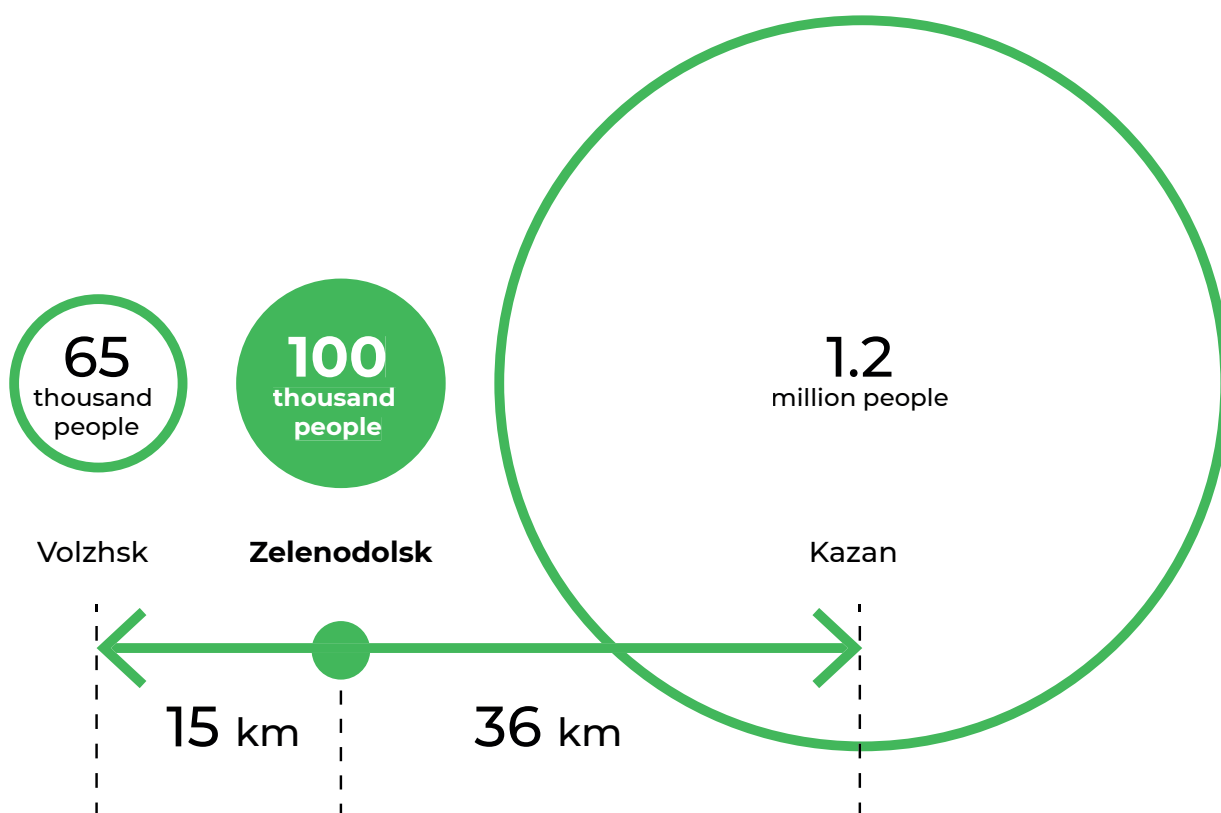 65
thousand
people
100
thousand
people
1.2
million people
Volzhsk
Zelenodolsk
Kazan
15 km
36 km